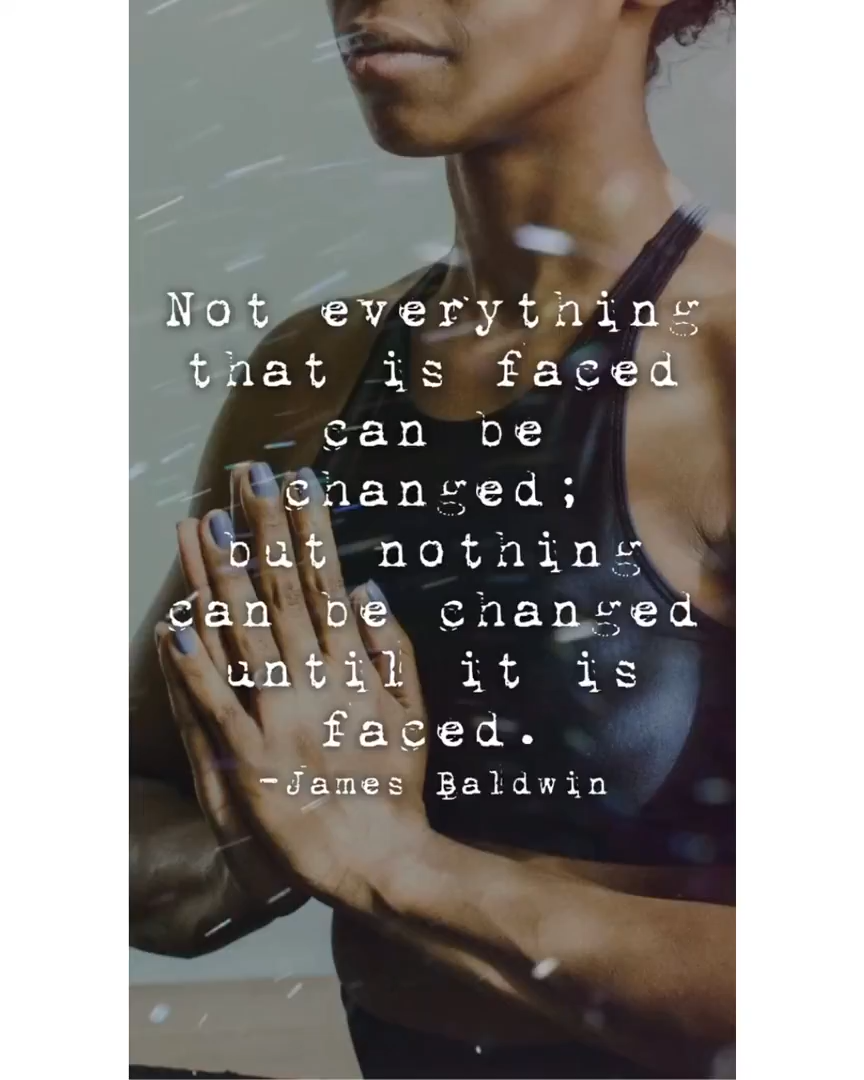 Not everything
that is faced
can be
changed;
but nothing
can be changed
until it is
faced.
-James Baldwin